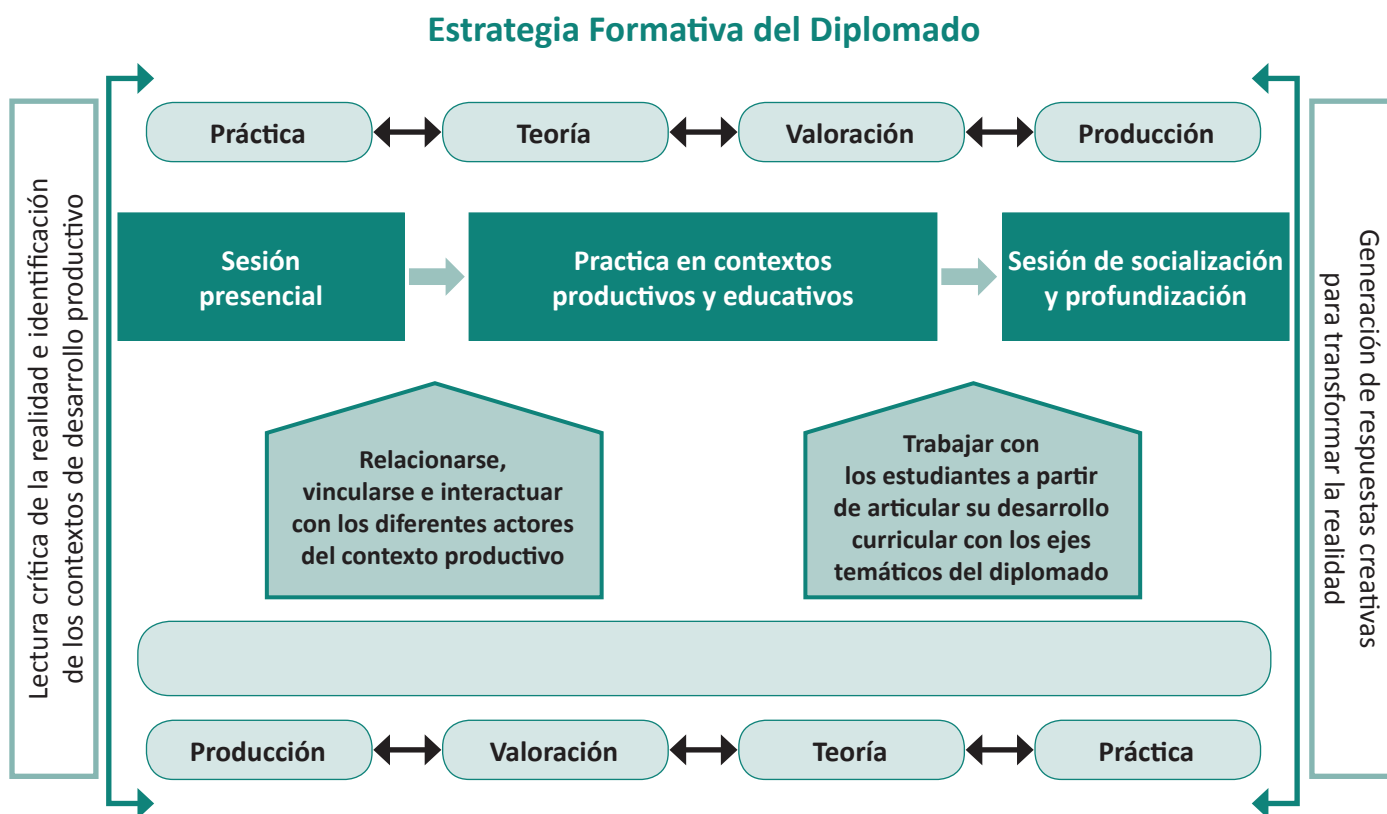 Estrategia Formativa del Diplomado
Lectura crítica de la realidad e identificación
de los contextos de desarrollo productivo
Práctica
Teoría
Valoración
Producción
Sesión
presencial
Practica en contextos
productivos y educativos
Sesión de socialización
y profundización
Relacionarse,
vincularse e interactuar
con los diferentes actores
del contexto productivo
Trabajar con
los estudiantes a partir
de articular su desarrollo
curricular con los ejes
temáticos del diplomado
Producción
Valoración
Teoría
Práctica
Generación de respuestas creativas
para transformar la realidad